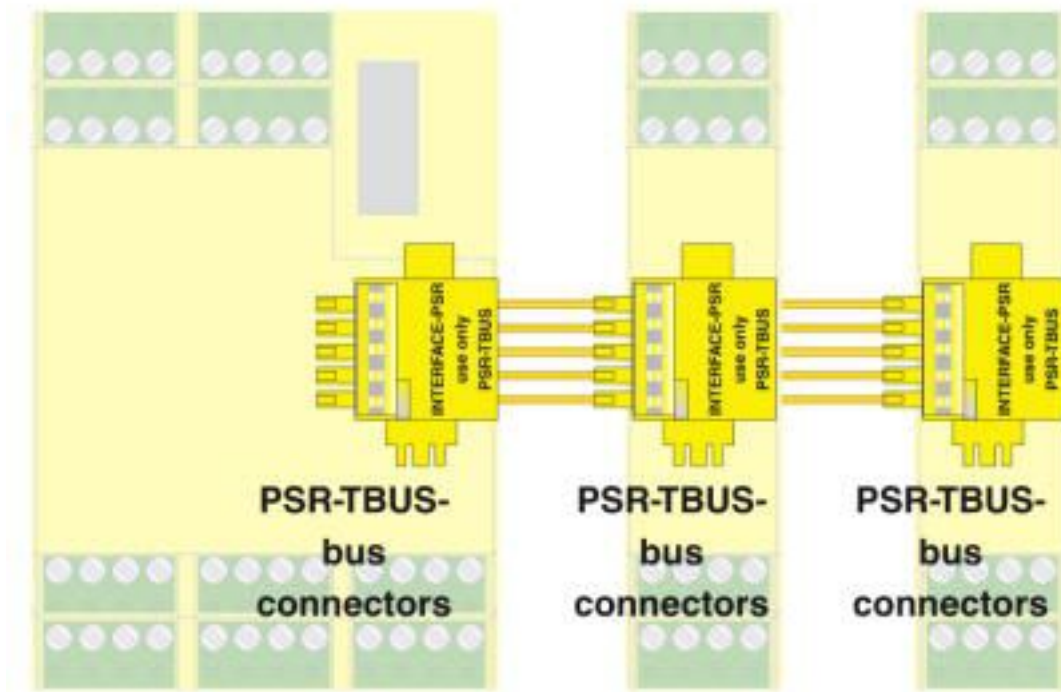 INTERFACE-PSR
use only
PSR-TBUS
INTERFACE-PSR
use only
PSR-TBUS
INTERFACE-PSR
use only
PSR-TBUS
PSR-TBUS-
bus
connectors
PSR-TBUS-
bus
connectors
PSR-TBUS-
bus
connectors